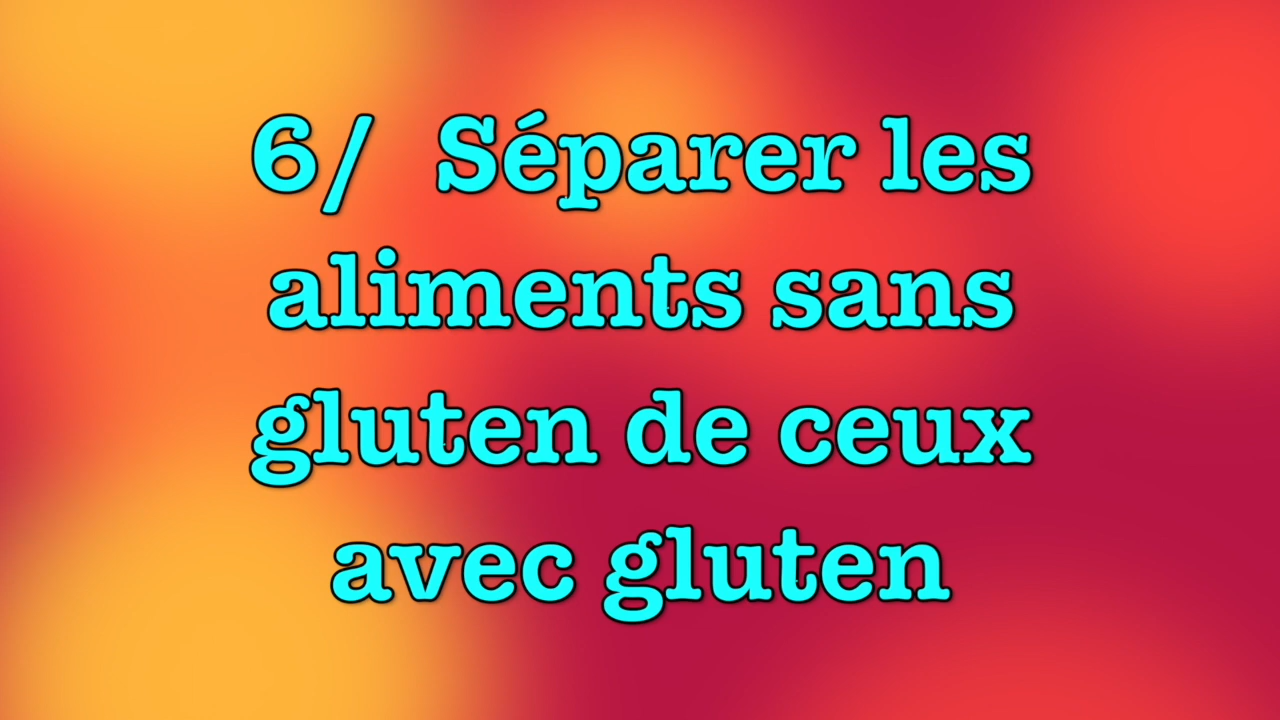 6/  Séparer les
aliments sans
gluten de ceux
avec gluten